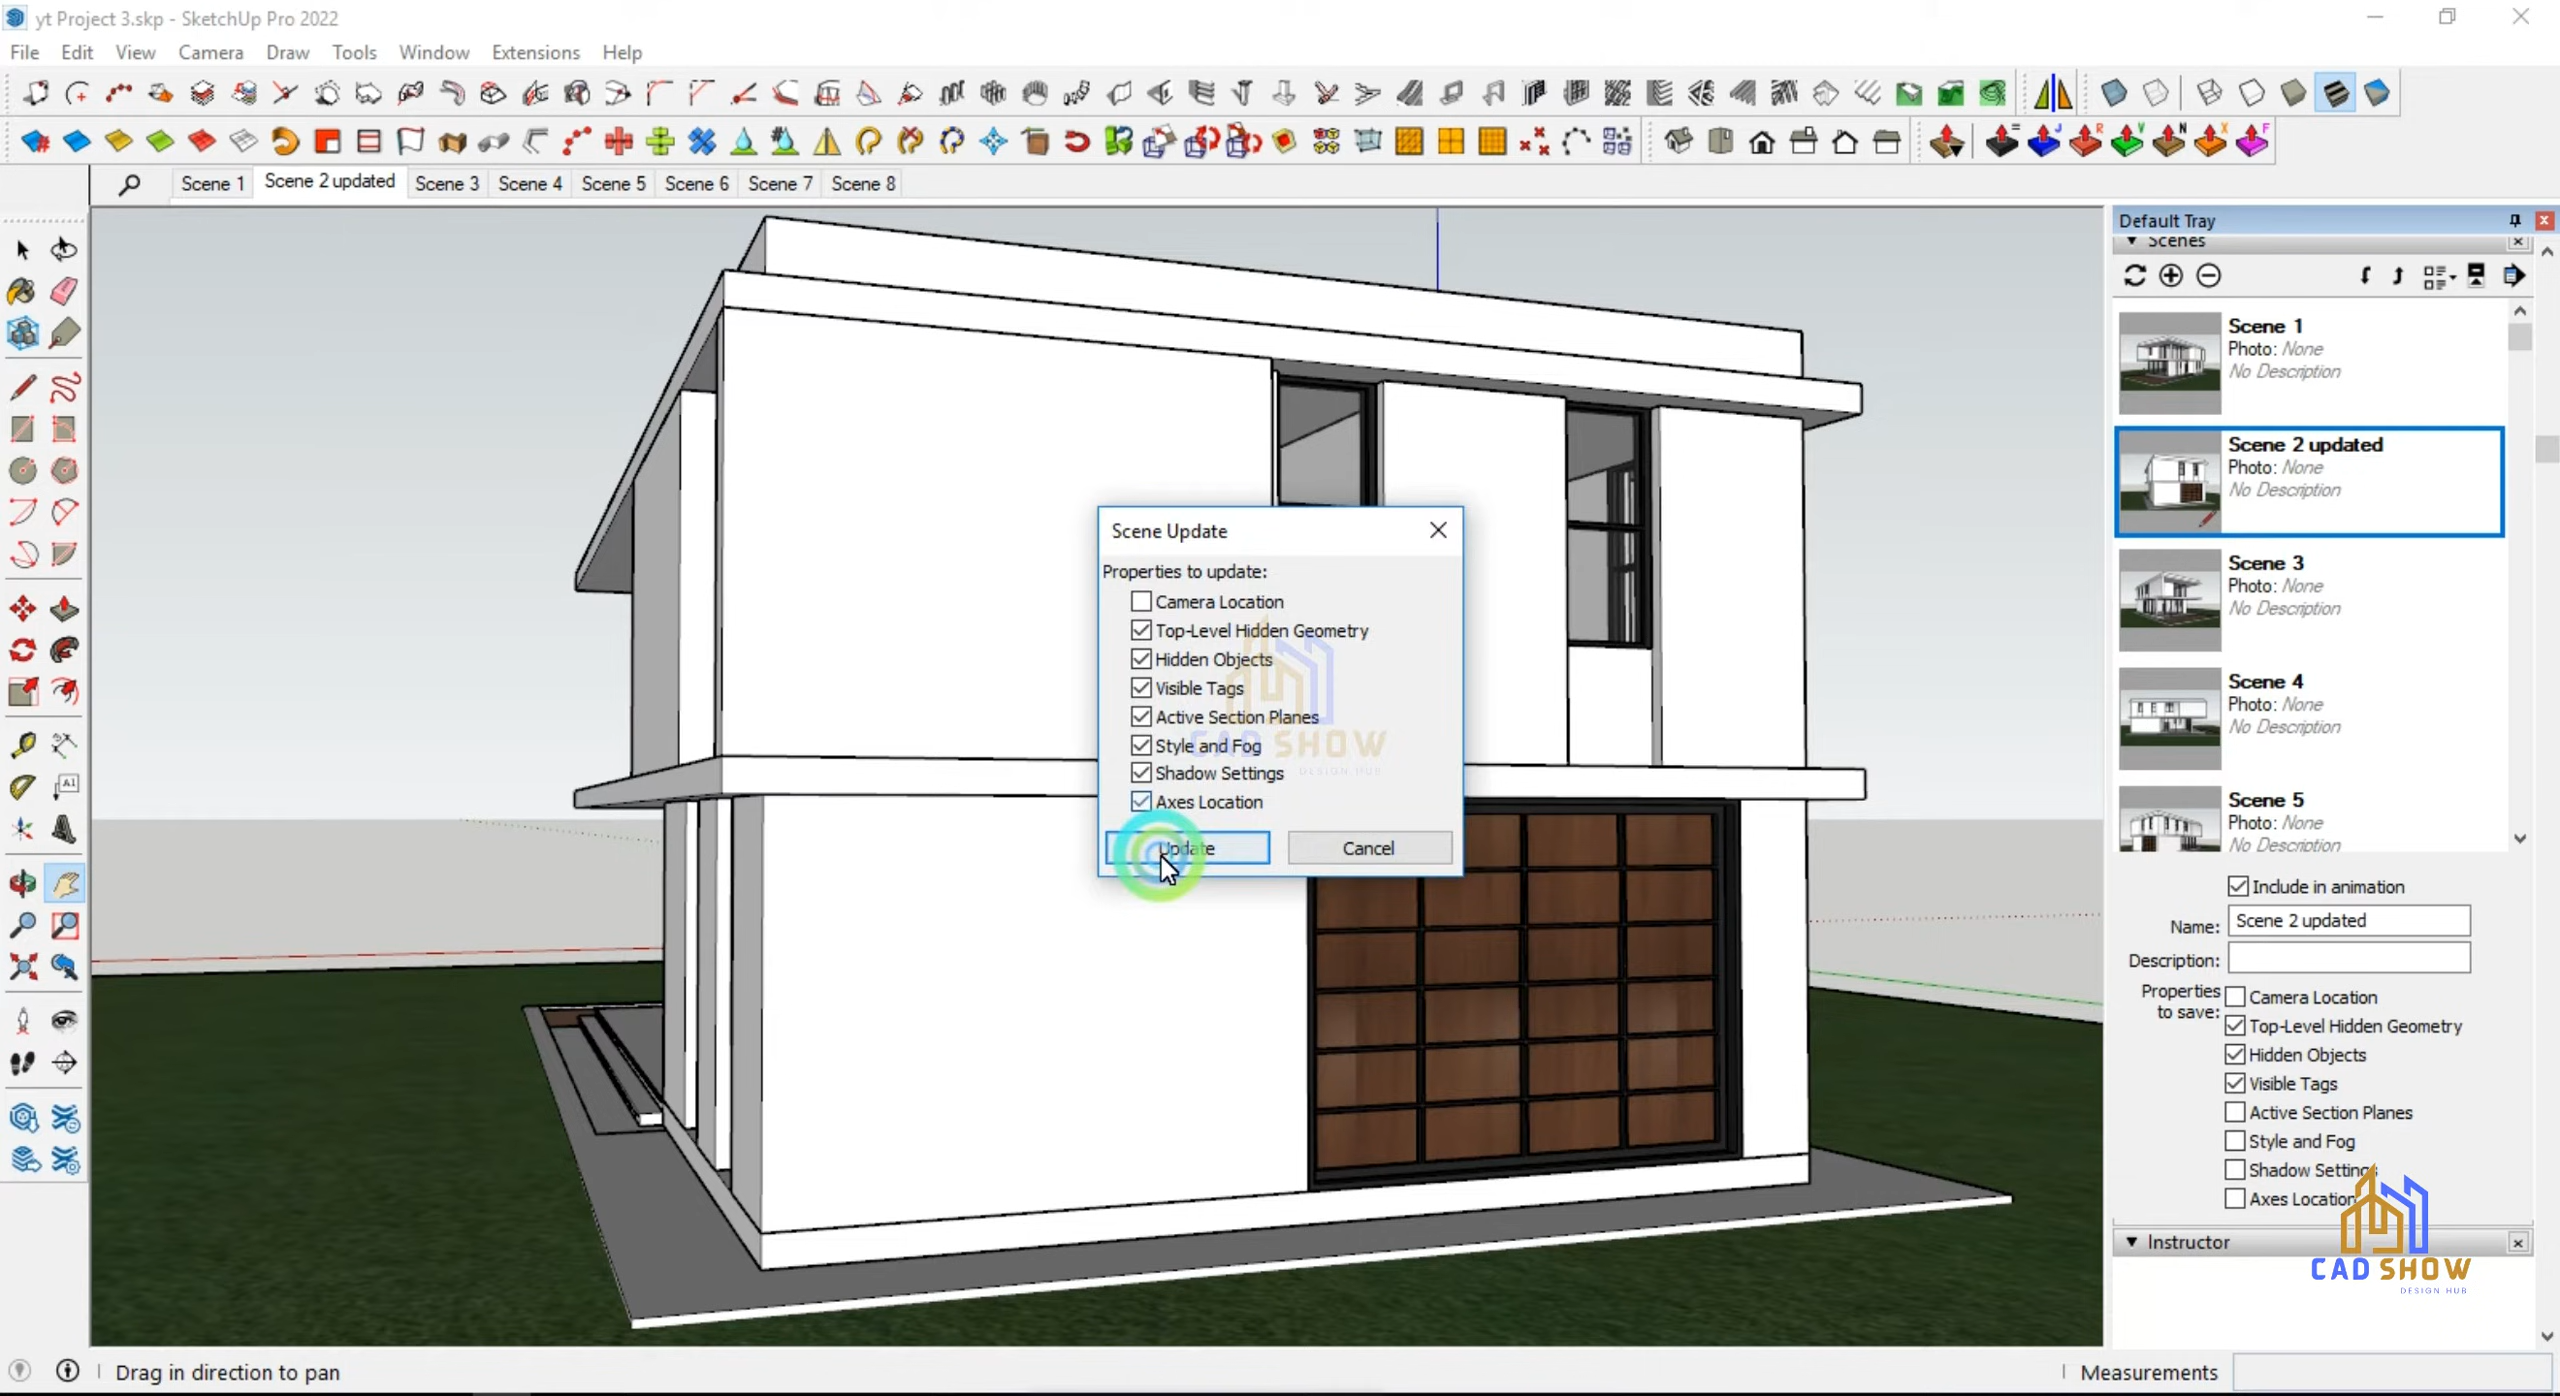 yt Project 3.skp - SketchUp Pro 2022
File Edit View Camera Draw Tools Window Extensions Help
Scene 1 Scene 2 updated Scene 3 Scene 4 Scene 5 Scene 6 Scene 7 Scene 8
Default Tray
Scenes
Scene 1
Photo: None
No Description
Scene 2 updated
Photo: None
No Description
Scene 3
Photo: None
No Description
Scene 4
Photo: None
No Description
Scene 5
Photo: None
No Description
Scene Update
Properties to update:
Camera Location
Top-Level Hidden Geometry
Hidden Objects
Visible Tags
Active Section Planes
Style and Fog
Shadow Settings
Axes Location
Update Cancel
CAD SHOW
DESIGN HUB
Include in animation
Name: Scene 2 updated
Description:
Properties to save:
Camera Location
Top-Level Hidden Geometry
Hidden Objects
Visible Tags
Active Section Planes
Style and Fog
Shadow Settings
Axes Location
Instructor
CAD SHOW
DESIGN HUB
Drag in direction to pan
Measurements